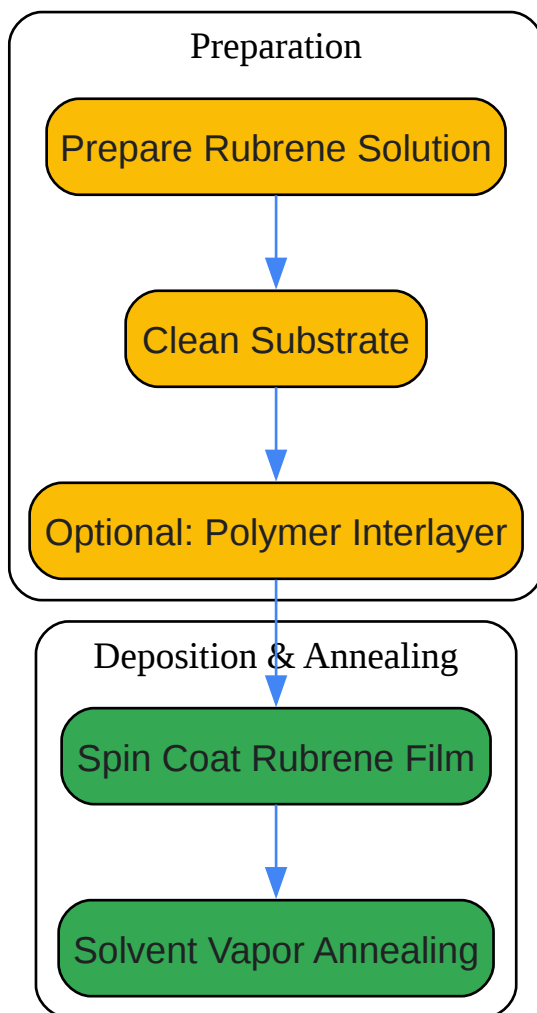 Preparation
Prepare Rubrene Solution
Clean Substrate
Optional: Polymer Interlayer
Deposition & Annealing
Spin Coat Rubrene Film
Solvent Vapor Annealing